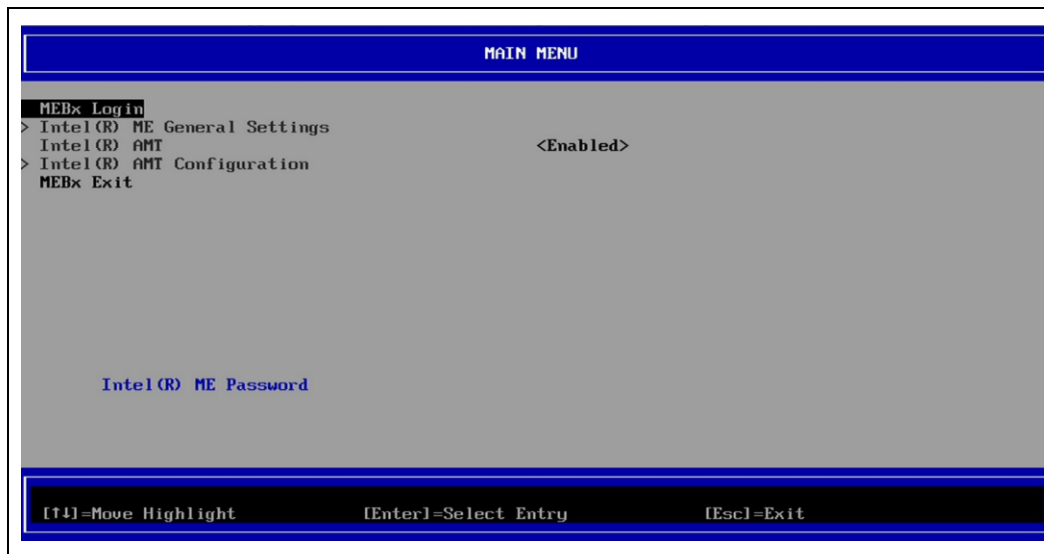 MAIN MENU
MEBx Login
> Intel(R) ME General Settings
Intel(R) AMT <Enabled>
> Intel(R) AMT Configuration
MEBx Exit
Intel(R) ME Password
[↑↓]=Move Highlight [Enter]=Select Entry [Esc]=Exit